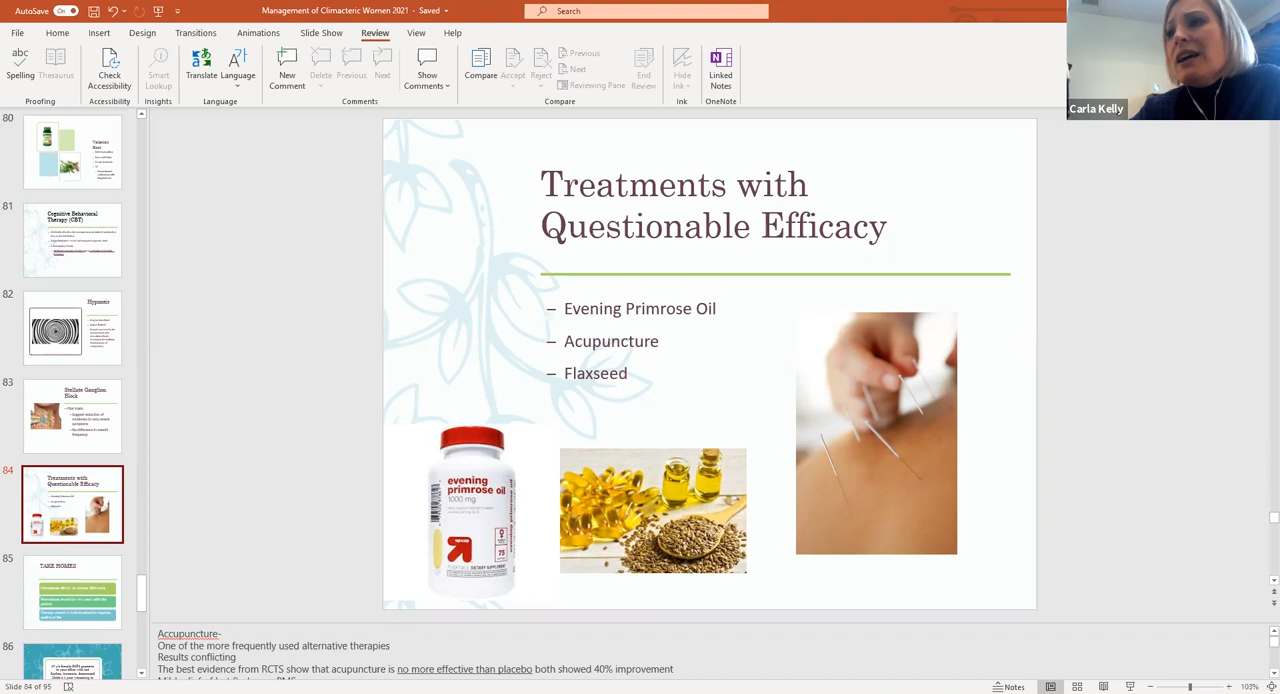 AutoSave On Management of Climacteric Women 2021 - Saved Search
File Home Insert Design Transitions Animations Slide Show Review View Help
abc
Spelling Thesaurus Check Accessibility Smart Lookup Translate Language New Comment Delete Previous Next Show Comments Compare Accept Reject Previous Next Reviewing Pane End Review Hide Ink Linked Notes
Proofing Accessibility Insights Language Comments Compare Ink OneNote
Carla Kelly
80
Valerian
Root
81
Cognitive Behavioral
Therapy (CBT)
82
Hypnosis
83
Stellate Ganglion
Block
84
Treatments with
Questionable Efficacy
85
TAKE HOMES
86
Treatments with
Questionable Efficacy
– Evening Primrose Oil
– Acupuncture
– Flaxseed
evening
primrose oil
1000 mg
75
Accupuncture-
One of the more frequently used alternative therapies
Results conflicting
The best evidence from RCTS show that acupuncture is no more effective than placebo both showed 40% improvement
Slide 84 of 95 Notes 103%